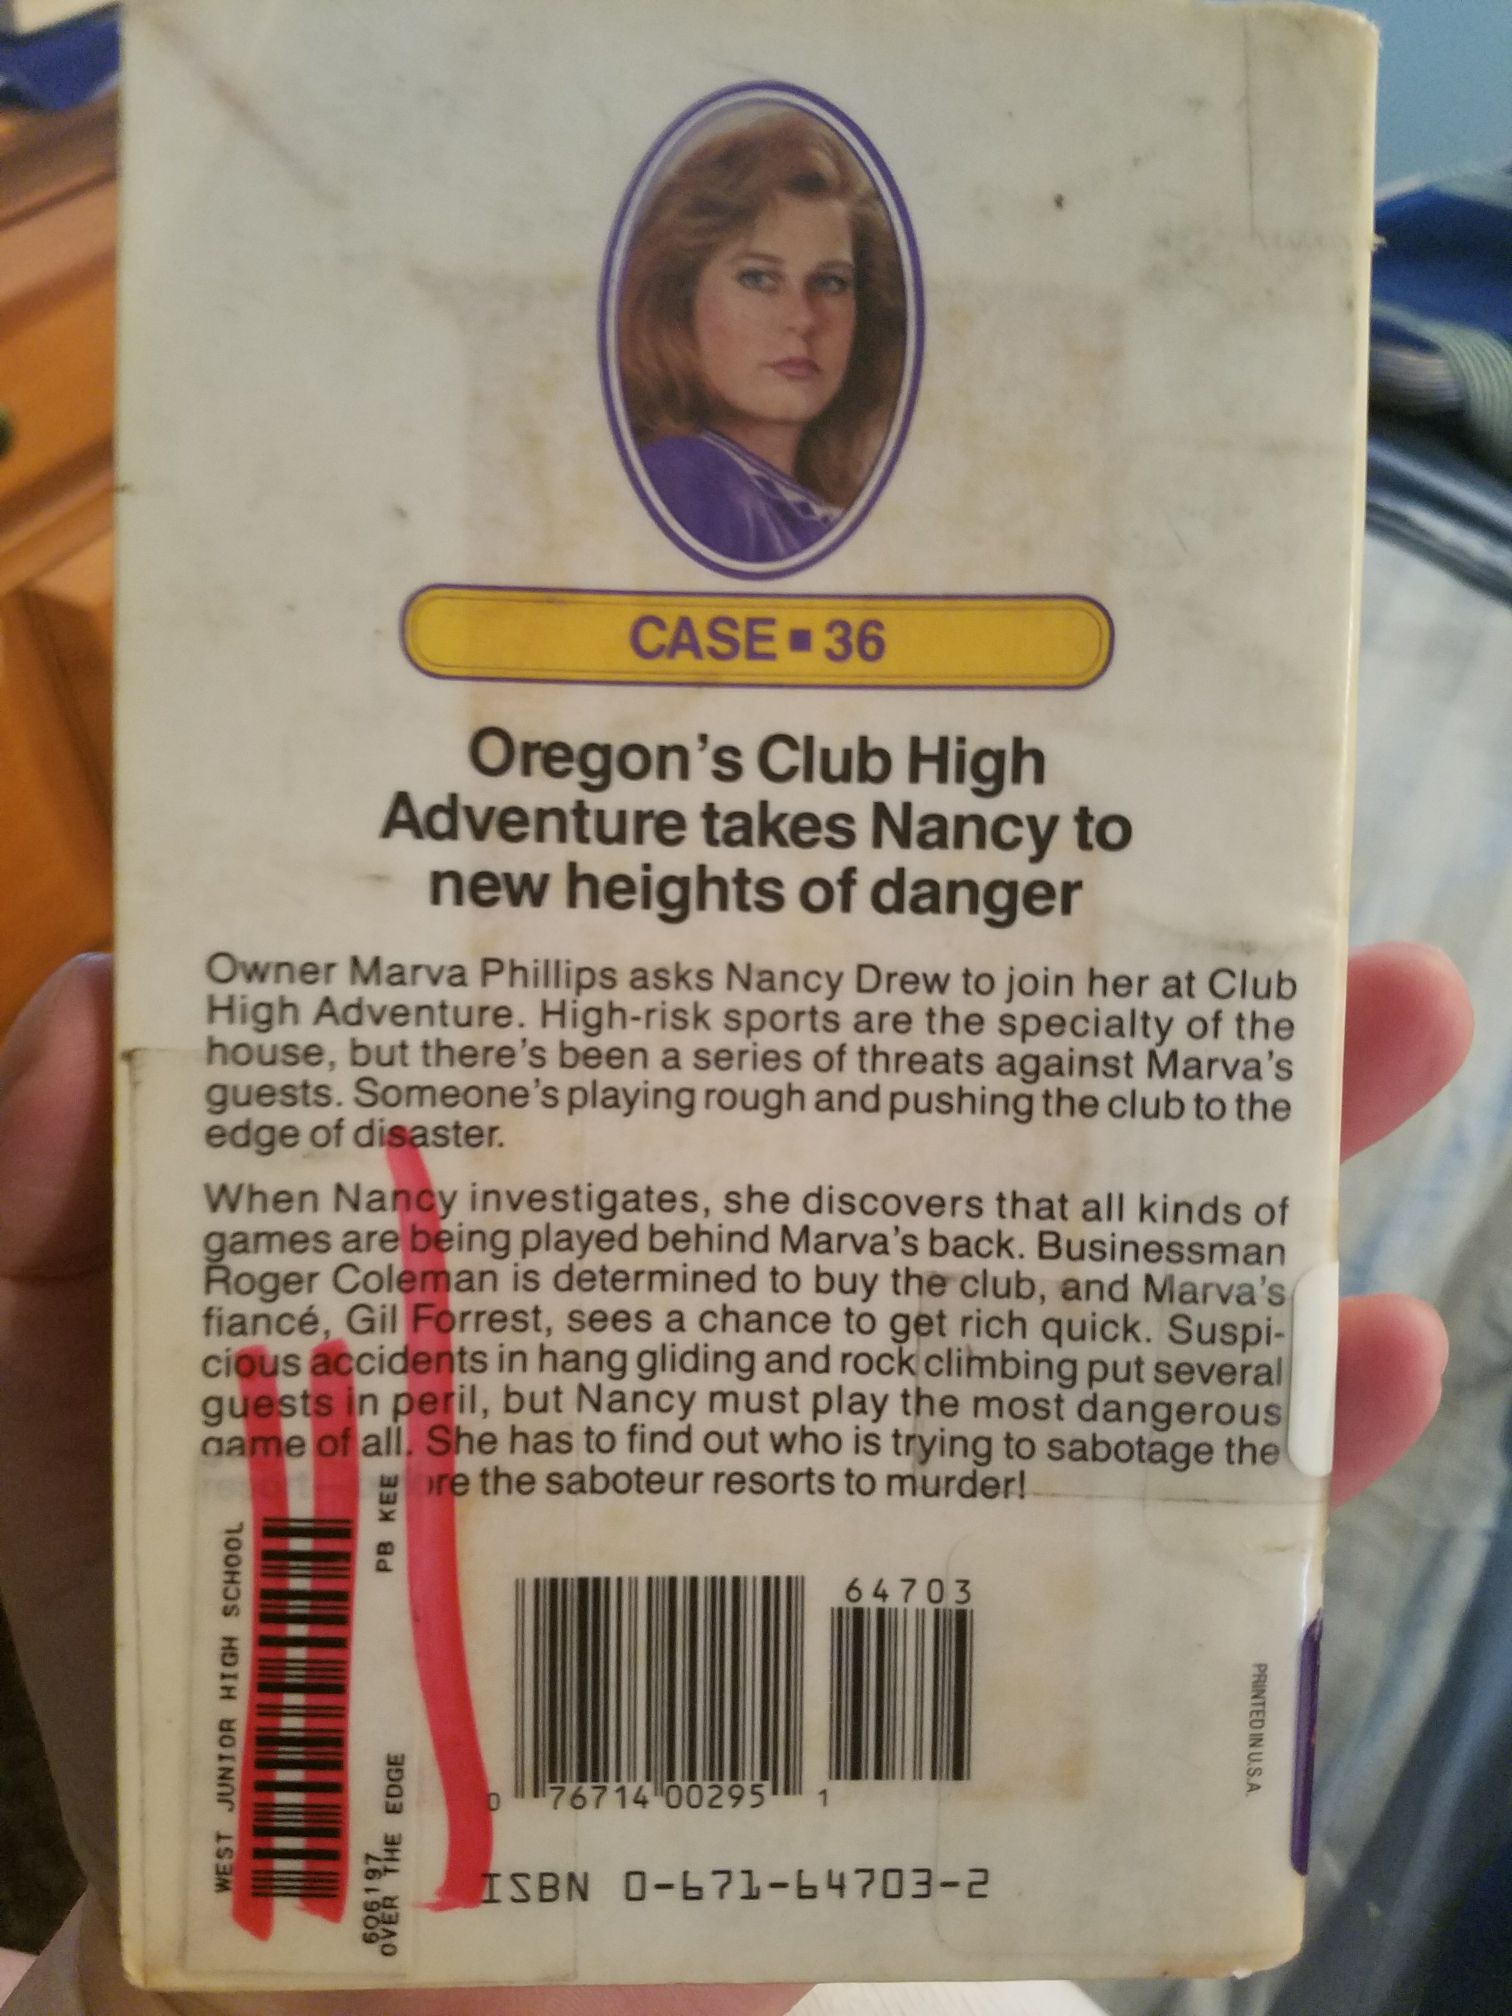 CASE ▪ 36
Oregon's Club High
Adventure takes Nancy to
new heights of danger
Owner Marva Phillips asks Nancy Drew to join her at Club
High Adventure. High-risk sports are the specialty of the
house, but there's been a series of threats against Marva's
guests. Someone's playing rough and pushing the club to the
edge of disaster.
When Nancy investigates, she discovers that all kinds of
games are being played behind Marva's back. Businessman
Roger Coleman is determined to buy the club, and Marva's
fiancé, Gil Forrest, sees a chance to get rich quick. Suspi-
cious accidents in hang gliding and rock climbing put several
guests in peril, but Nancy must play the most dangerous
game of all. She has to find out who is trying to sabotage the
the saboteur resorts to murder!
WEST JUNIOR HIGH SCHOOL
PB KEE
606197
OVER THE EDGE
64703
0 76714 00295 1
ISBN 0-671-64703-2
PRINTED IN U.S.A.